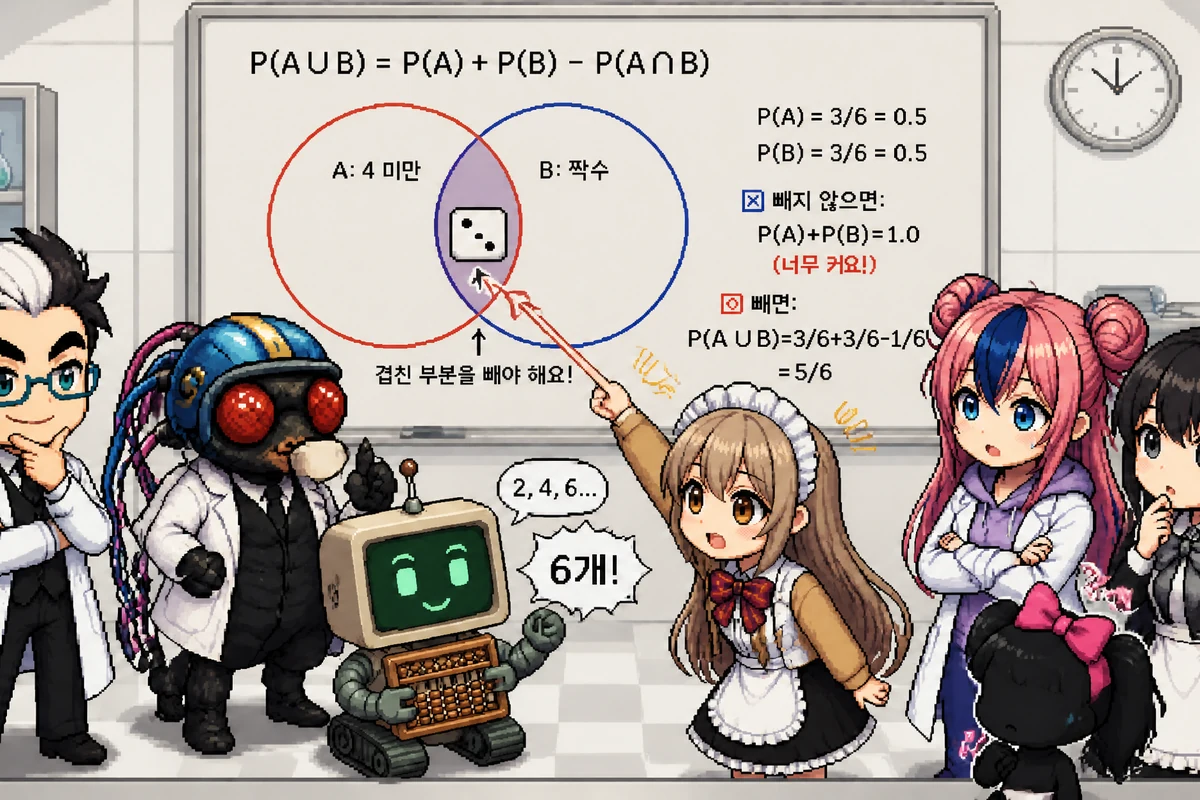 P(A∪B) = P(A) + P(B) − P(A∩B)
A: 4 미만
B: 짝수
겹친 부분을 빼야 해요!
P(A) = 3/6 = 0.5
P(B) = 3/6 = 0.5
빼지 않으면:
P(A)+P(B)=1.0
(너무 커요!)
빼면:
P(A ∪ B)=3/6+3/6-1/6
=5/6
2, 4, 6...
6개!